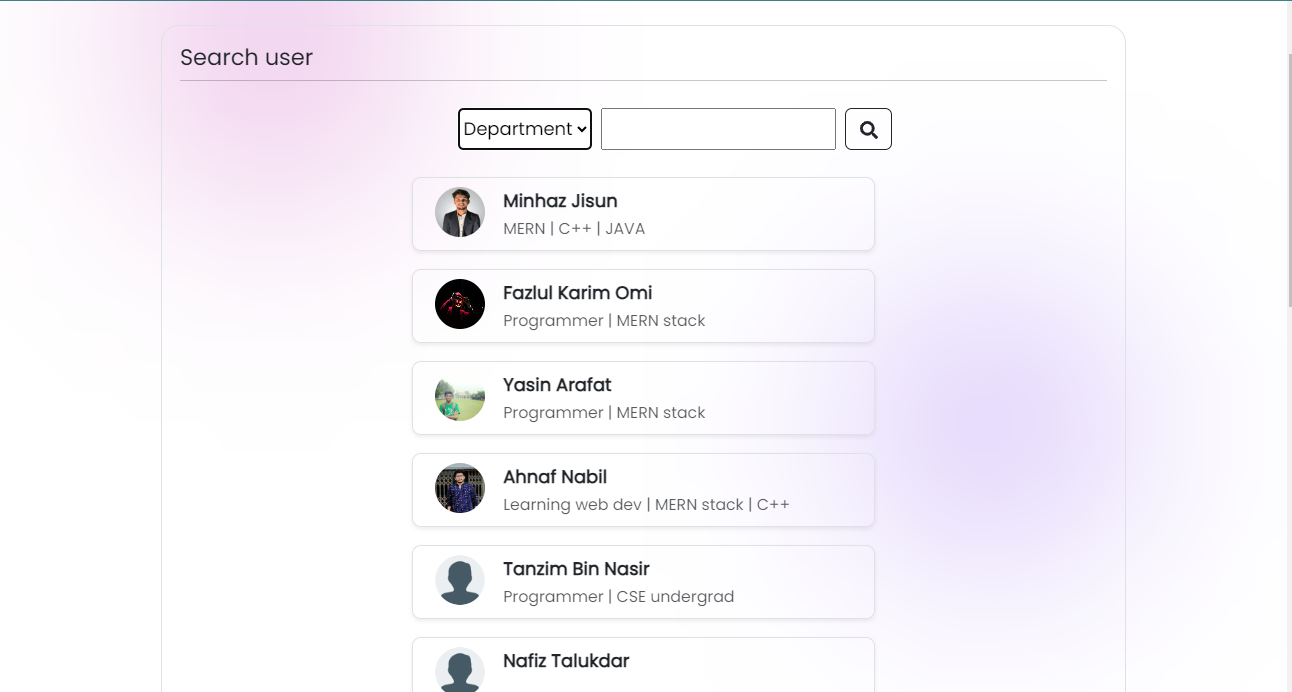 Search user
Department
Minhaz Jisun
MERN | C++ | JAVA
Fazlul Karim Omi
Programmer | MERN stack
Yasin Arafat
Programmer | MERN stack
Ahnaf Nabil
Learning web dev | MERN stack | C++
Tanzim Bin Nasir
Programmer | CSE undergrad
Nafiz Talukdar